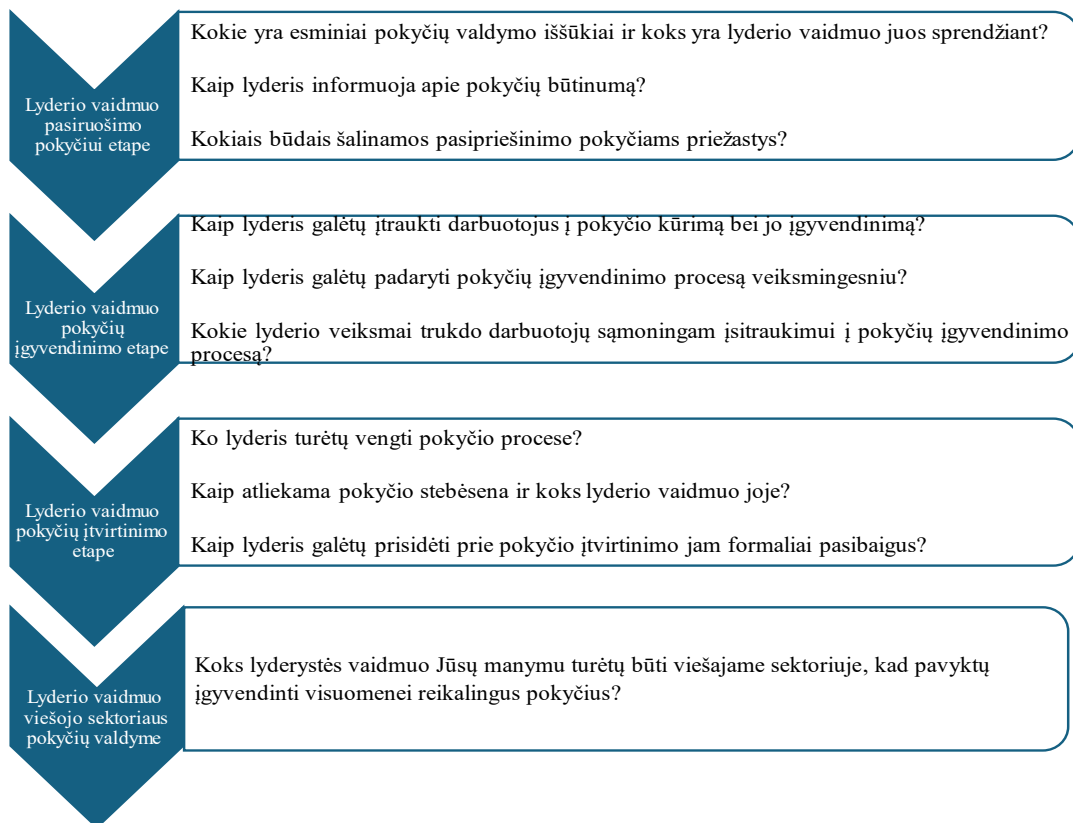 Lyderio vaidmuo
pasiruošimo
pokyčiui etape
Kokie yra esminiai pokyčių valdymo iššūkiai ir koks yra lyderio vaidmuo juos sprendžiant?
Kaip lyderis informuoja apie pokyčių būtinumą?
Kokiais būdais šalinamos pasipriešinimo pokyčiams priežastys?
Lyderio vaidmuo
pokyčių
įgyvendinimo etape
Kaip lyderis galėtų įtraukti darbuotojus į pokyčio kūrimą bei jo įgyvendinimą?
Kaip lyderis galėtų padaryti pokyčių įgyvendinimo procesą veiksmingesniu?
Kokie lyderio veiksmai trukdo darbuotojų sąmoningam įsitraukimui į pokyčių įgyvendinimo
procesą?
Lyderio vaidmuo
pokyčių įtvirtinimo
etape
Ko lyderis turėtų vengti pokyčio procese?
Kaip atliekama pokyčio stebėsena ir koks lyderio vaidmuo joje?
Kaip lyderis galėtų prisidėti prie pokyčio įtvirtinimo jam formaliai pasibaigus?
Lyderio vaidmuo
viešojo sektoriaus
pokyčių valdyme
Koks lyderystės vaidmuo Jūsų manymu turėtų būti viešajame sektoriuje, kad pavyktų
įgyvendinti visuomenei reikalingus pokyčius?